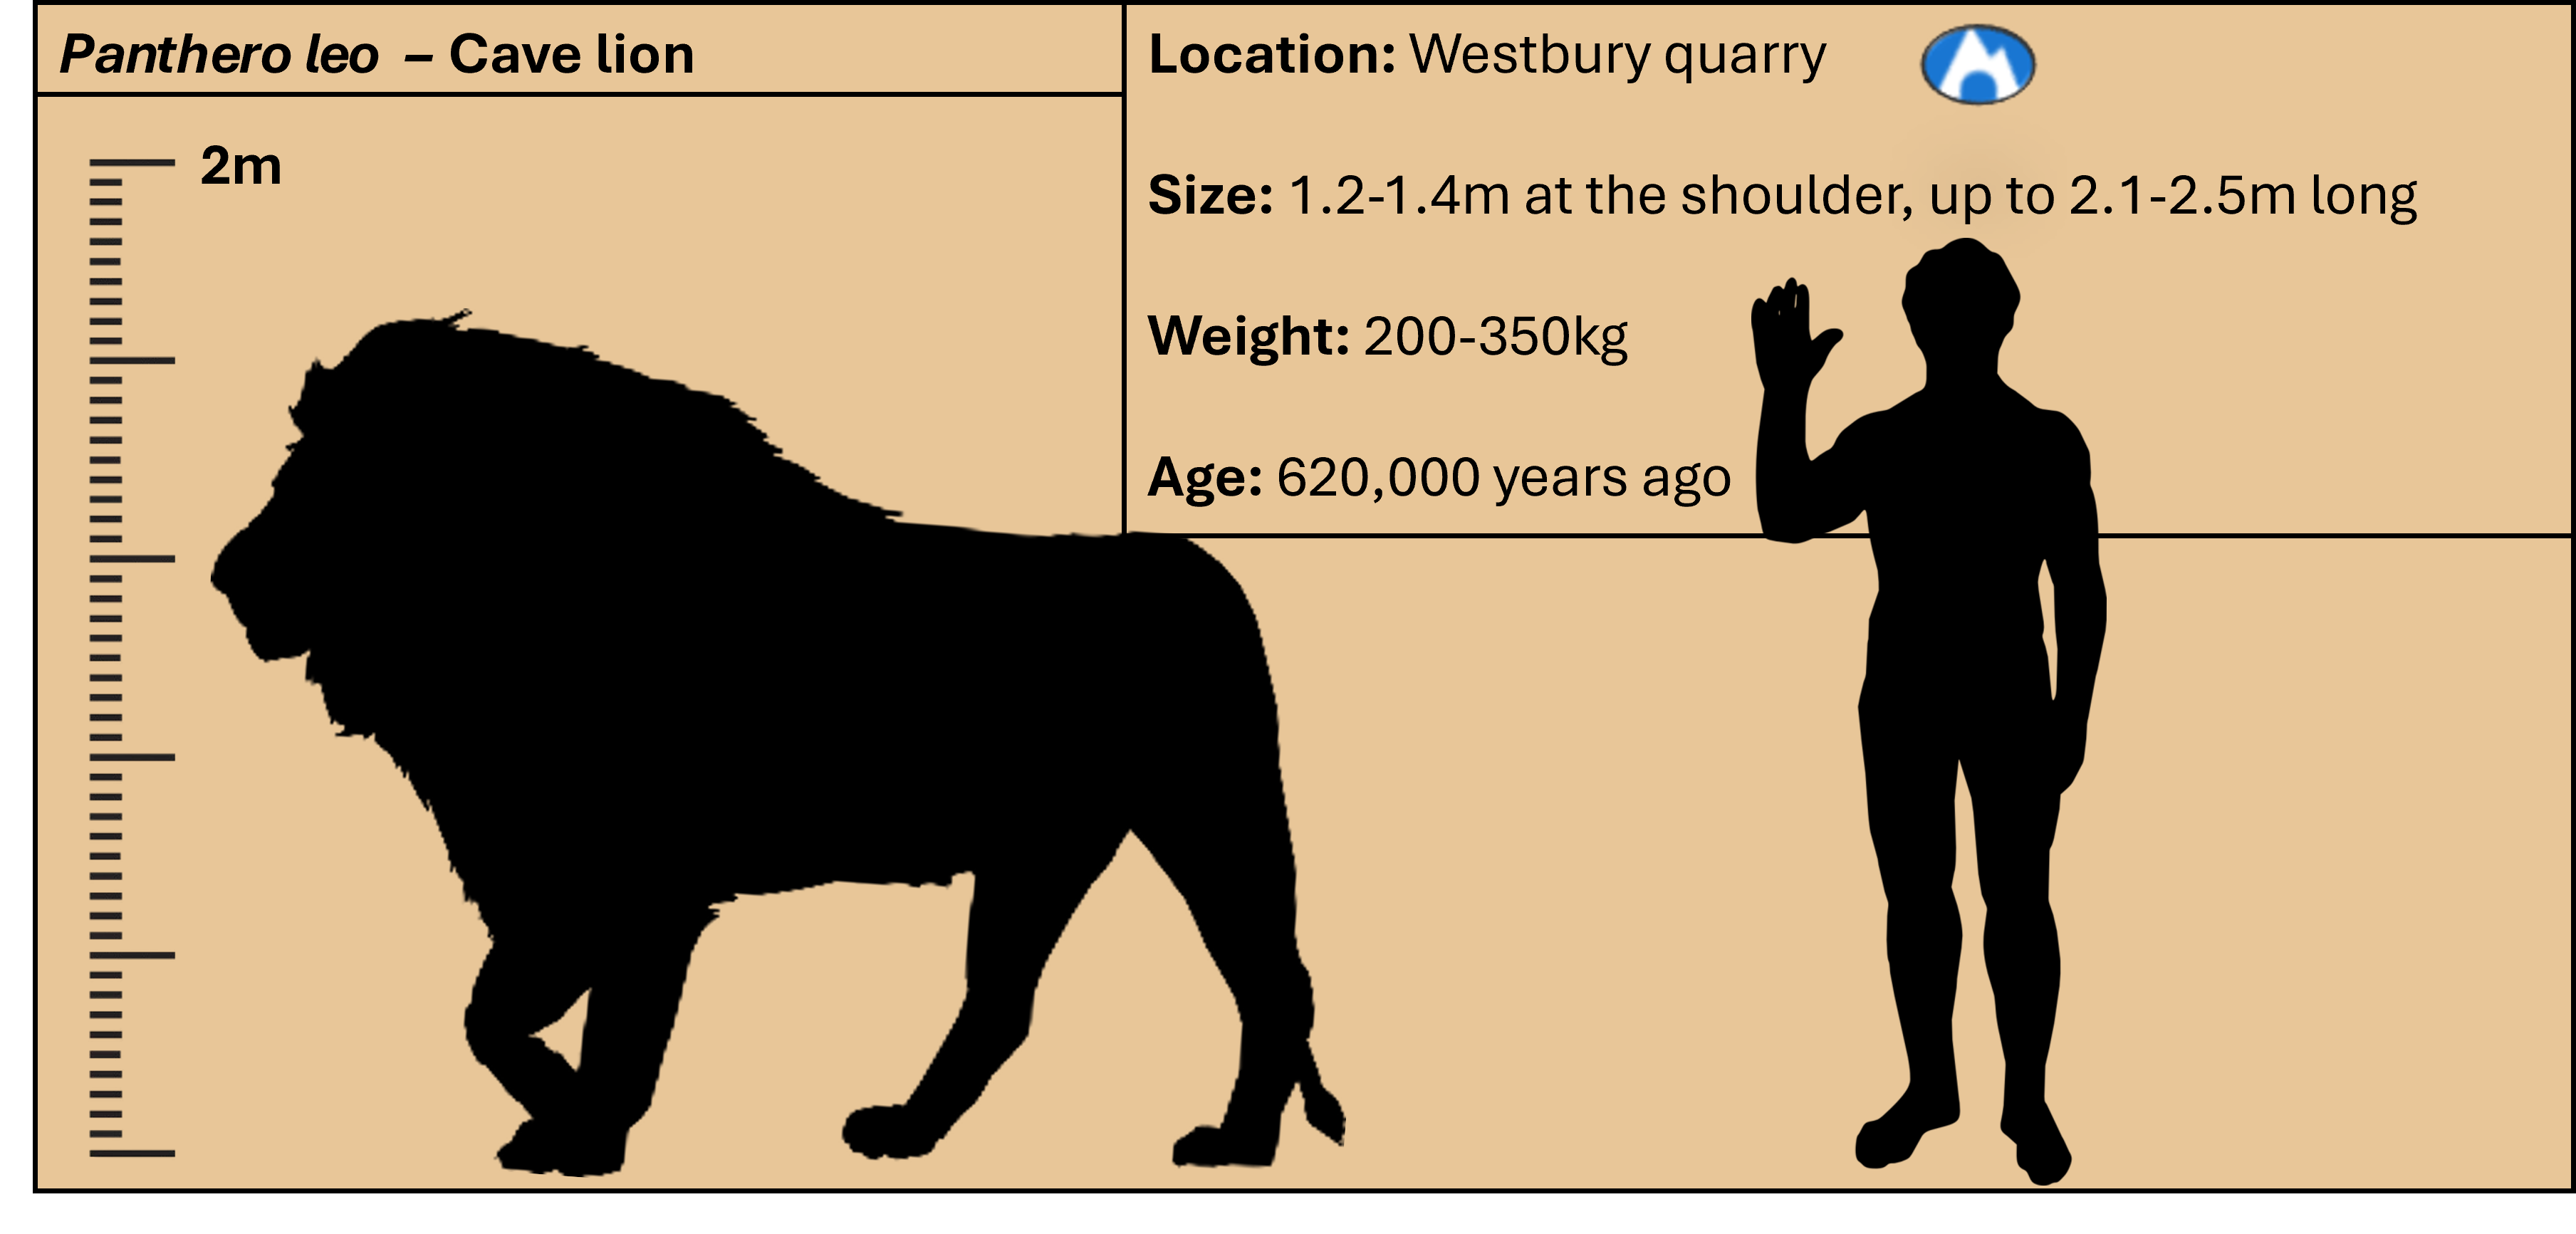 Panthero leo – Cave lion
Location: Westbury quarry
2m
Size: 1.2-1.4m at the shoulder, up to 2.1-2.5m long
Weight: 200-350kg
Age: 620,000 years ago